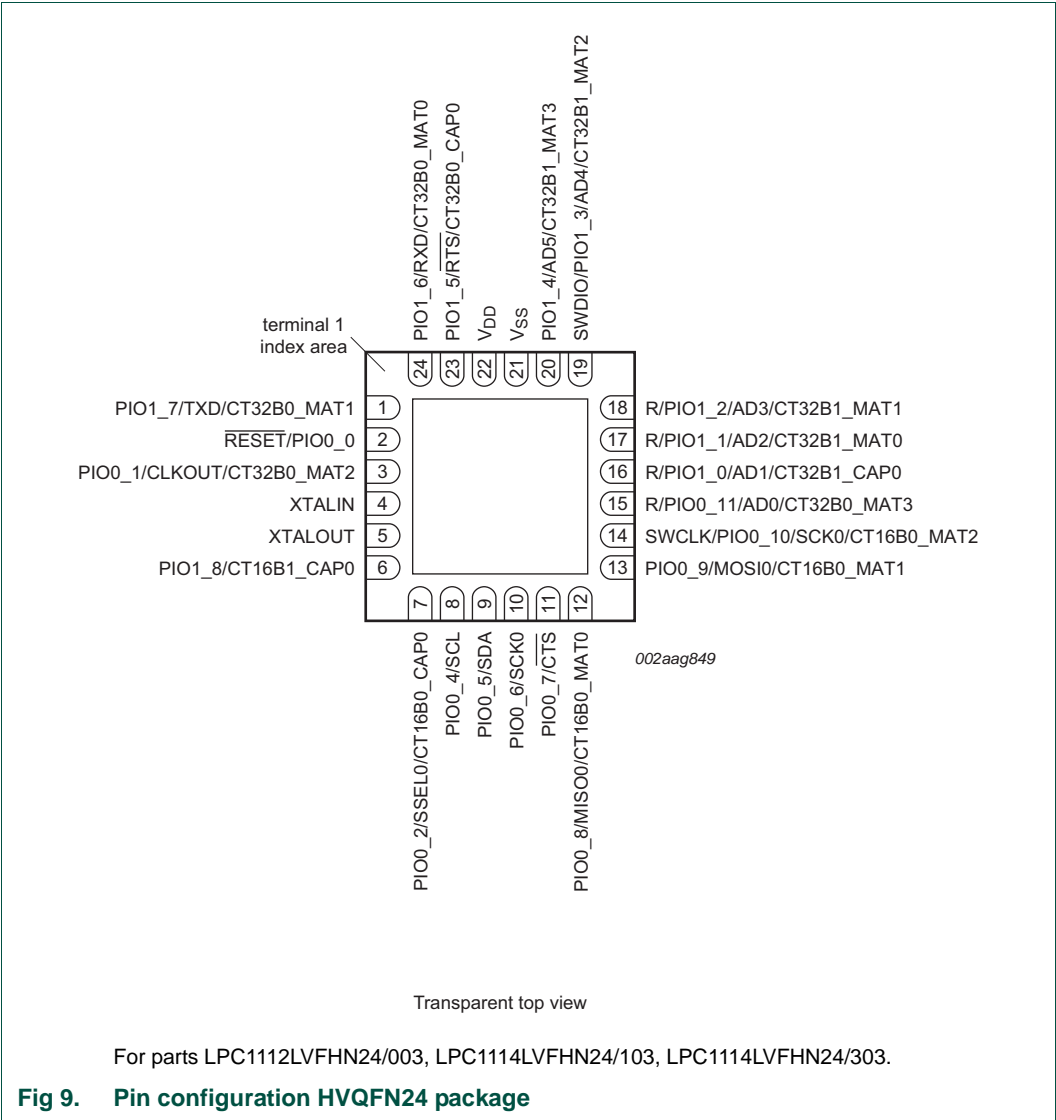 PIO1_6/RXD/CT32B0_MAT0
PIO1_5/RTS/CT32B0_CAP0
VDD
VSS
PIO1_4/AD5/CT32B1_MAT3
SWDIO/PIO1_3/AD4/CT32B1_MAT2
terminal 1
index area
24 23 22 21 20 19
PIO1_7/TXD/CT32B0_MAT1 1
RESET/PIO0_0 2
PIO0_1/CLKOUT/CT32B0_MAT2 3
XTALIN 4
XTALOUT 5
PIO1_8/CT16B1_CAP0 6
18 R/PIO1_2/AD3/CT32B1_MAT1
17 R/PIO1_1/AD2/CT32B1_MAT0
16 R/PIO1_0/AD1/CT32B1_CAP0
15 R/PIO0_11/AD0/CT32B0_MAT3
14 SWCLK/PIO0_10/SCK0/CT16B0_MAT2
13 PIO0_9/MOSI0/CT16B0_MAT1
7 8 9 10 11 12
PIO0_2/SSEL0/CT16B0_CAP0
PIO0_4/SCL
PIO0_5/SDA
PIO0_6/SCK0
PIO0_7/CTS
PIO0_8/MISO0/CT16B0_MAT0
002aag849
Transparent top view
For parts LPC1112LVFHN24/003, LPC1114LVFHN24/103, LPC1114LVFHN24/303.
Fig 9. Pin configuration HVQFN24 package